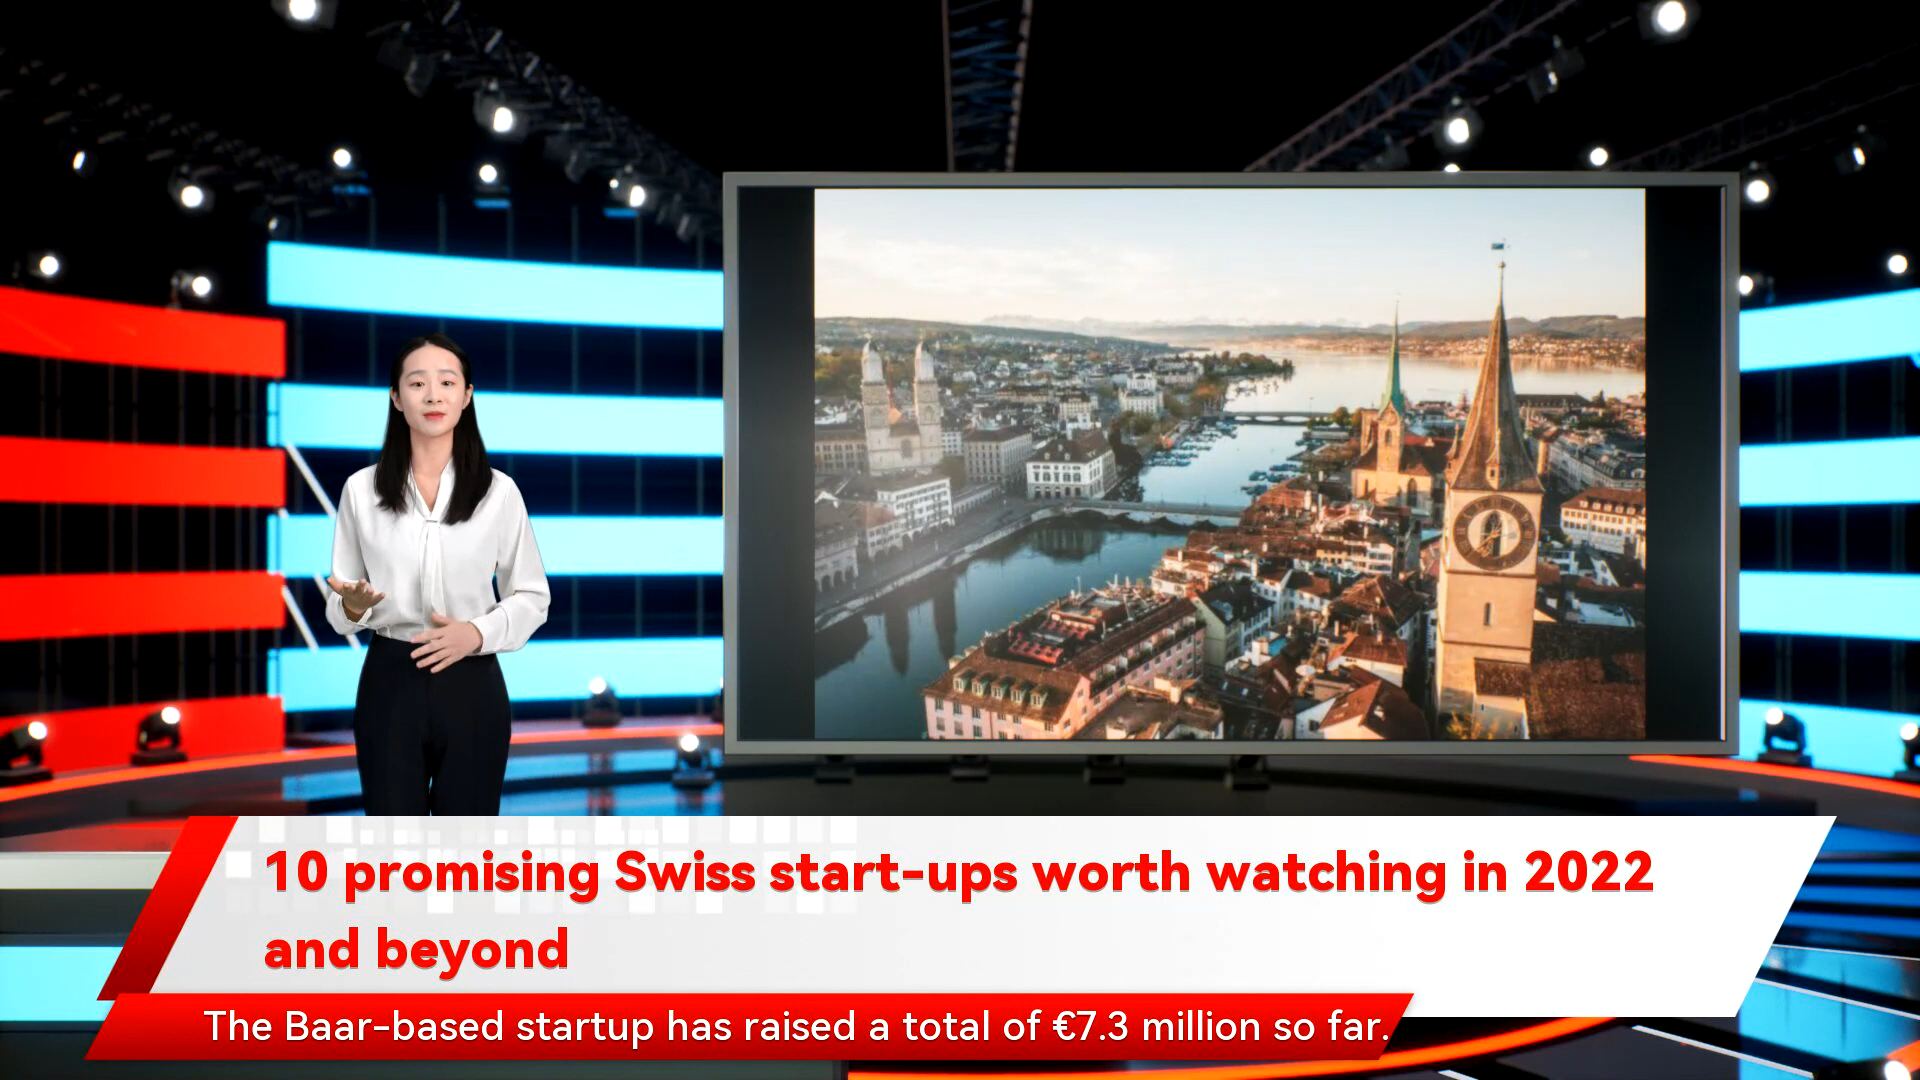 10 promising Swiss start-ups worth watching in 2022
and beyond
The Baar-based startup has raised a total of €7.3 million so far.